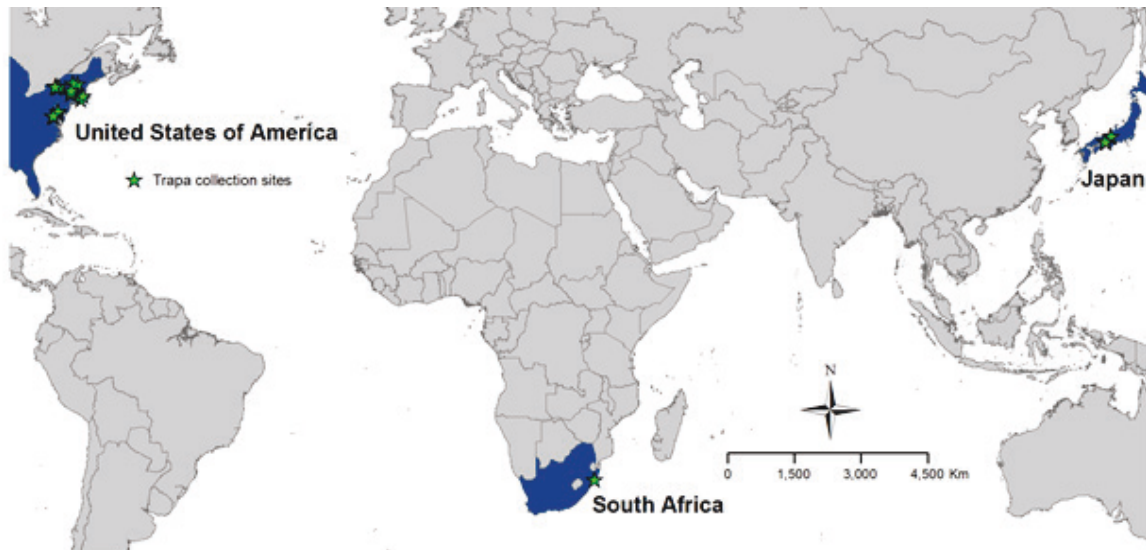 United States of America
Trapa collection sites
Japan
N
0 1,500 3,000 4,500 Km
South Africa